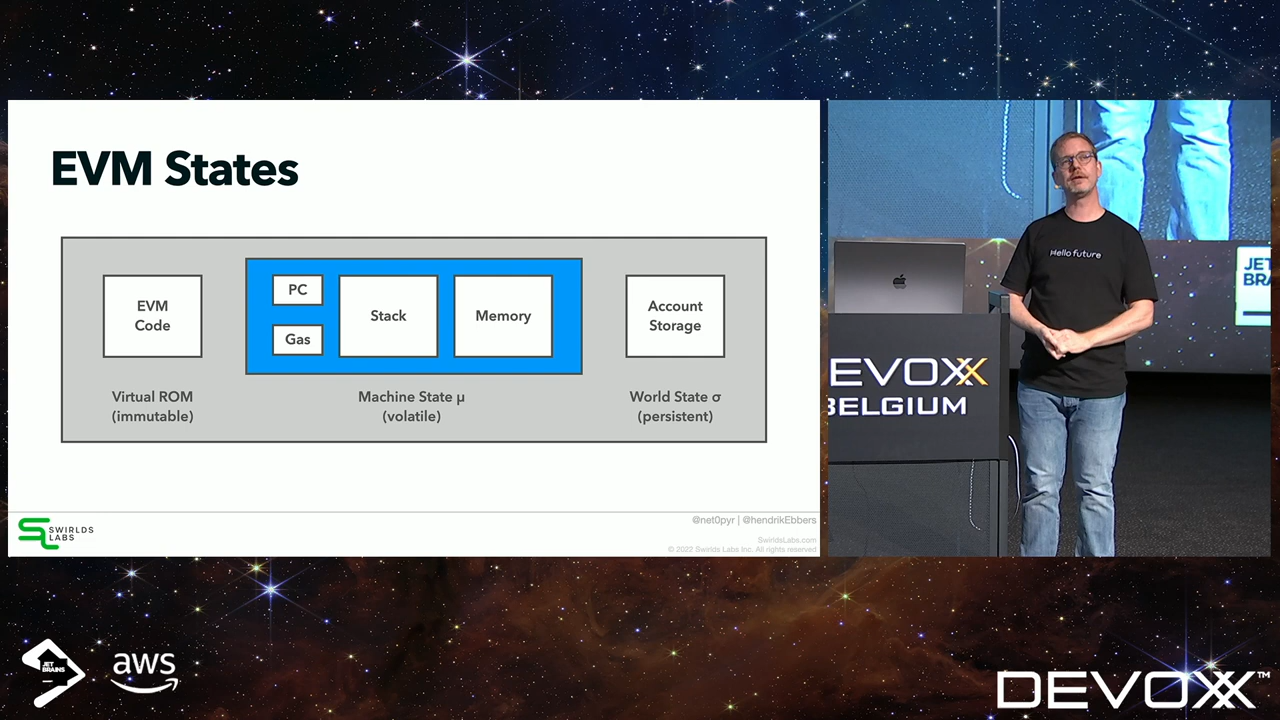 EVM States
EVM
Code
PC
Gas
Stack
Memory
Account
Storage
Virtual ROM
(immutable)
Machine State μ
(volatile)
World State σ
(persistent)
SWIRLDS
LABS
@net0pyr | @hendrikEbbers
SwirldsLabs.com
© 2022 Swirlds Labs Inc. All rights reserved
Hello future
JET
BRA
DEVOXX
BELGIUM
JET
BRAINS
aws
DEVOXX™